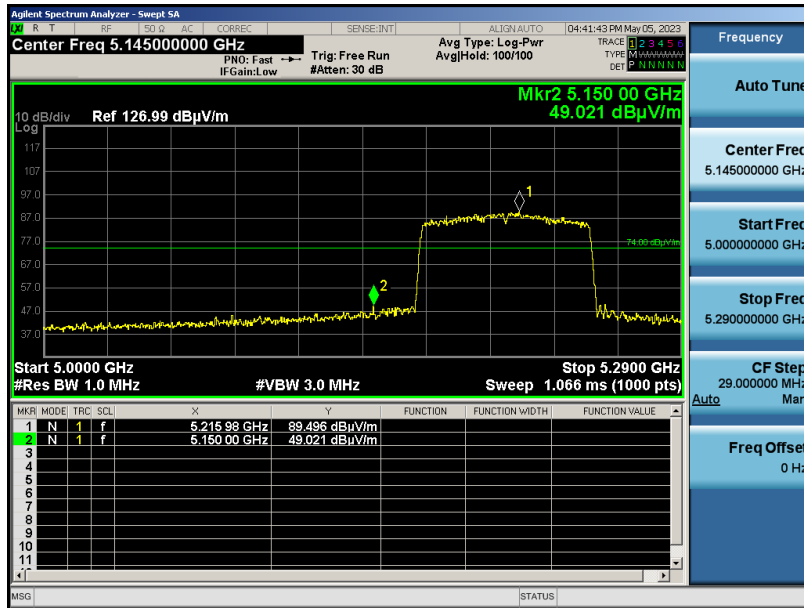 Agilent Spectrum Analyzer - Swept SA
LXI R T RF 50 Ω AC CORREC SENSE:INT ALIGN AUTO 04:41:43 PM May 05, 2023
Center Freq 5.145000000 GHz
PNO: Fast
IFGain:Low
Trig: Free Run
#Atten: 30 dB
Avg Type: Log-Pwr
Avg|Hold: 100/100
TRACE 1 2 3 4 5 6
TYPE M
DET P N N N N N
Mkr2 5.150 00 GHz
49.021 dBµV/m
10 dB/div Ref 126.99 dBµV/m
Log
117
107
97.0
87.0
77.0
67.0
57.0
47.0
37.0
1
74.00 dBµV/m
2
Start 5.0000 GHz Stop 5.2900 GHz
#Res BW 1.0 MHz #VBW 3.0 MHz Sweep 1.066 ms (1000 pts)
MKR MODE TRC SCL X Y FUNCTION FUNCTION WIDTH FUNCTION VALUE
1 N 1 f 5.215 98 GHz 89.496 dBµV/m
2 N 1 f 5.150 00 GHz 49.021 dBµV/m
3
4
5
6
7
8
9
10
11
MSG STATUS
Frequency
Auto Tune
Center Freq
5.145000000 GHz
Start Freq
5.000000000 GHz
Stop Freq
5.290000000 GHz
CF Step
29.000000 MHz
Auto Man
Freq Offset
0 Hz